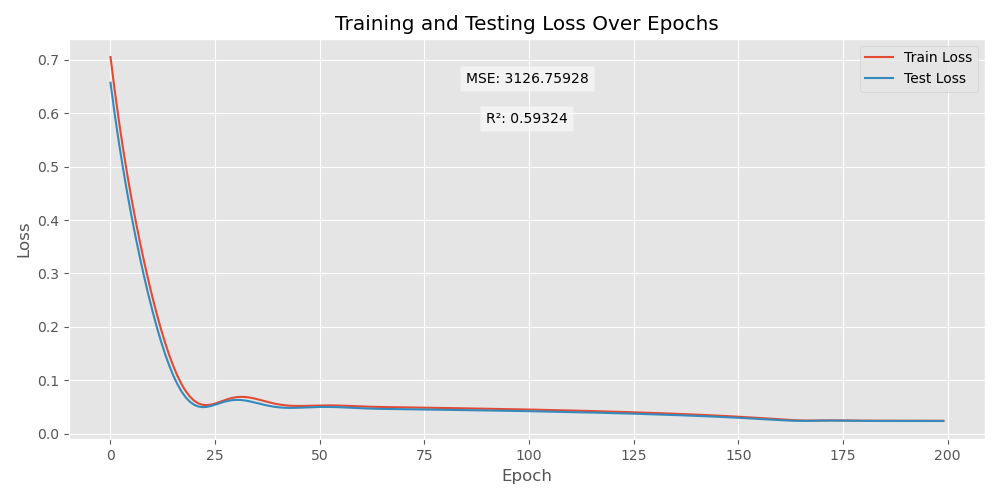 Training and Testing Loss Over Epochs
MSE: 3126.75928
R²: 0.59324
Train Loss
Test Loss
Loss
0.7
0.6
0.5
0.4
0.3
0.2
0.1
0.0
0 25 50 75 100 125 150 175 200
Epoch